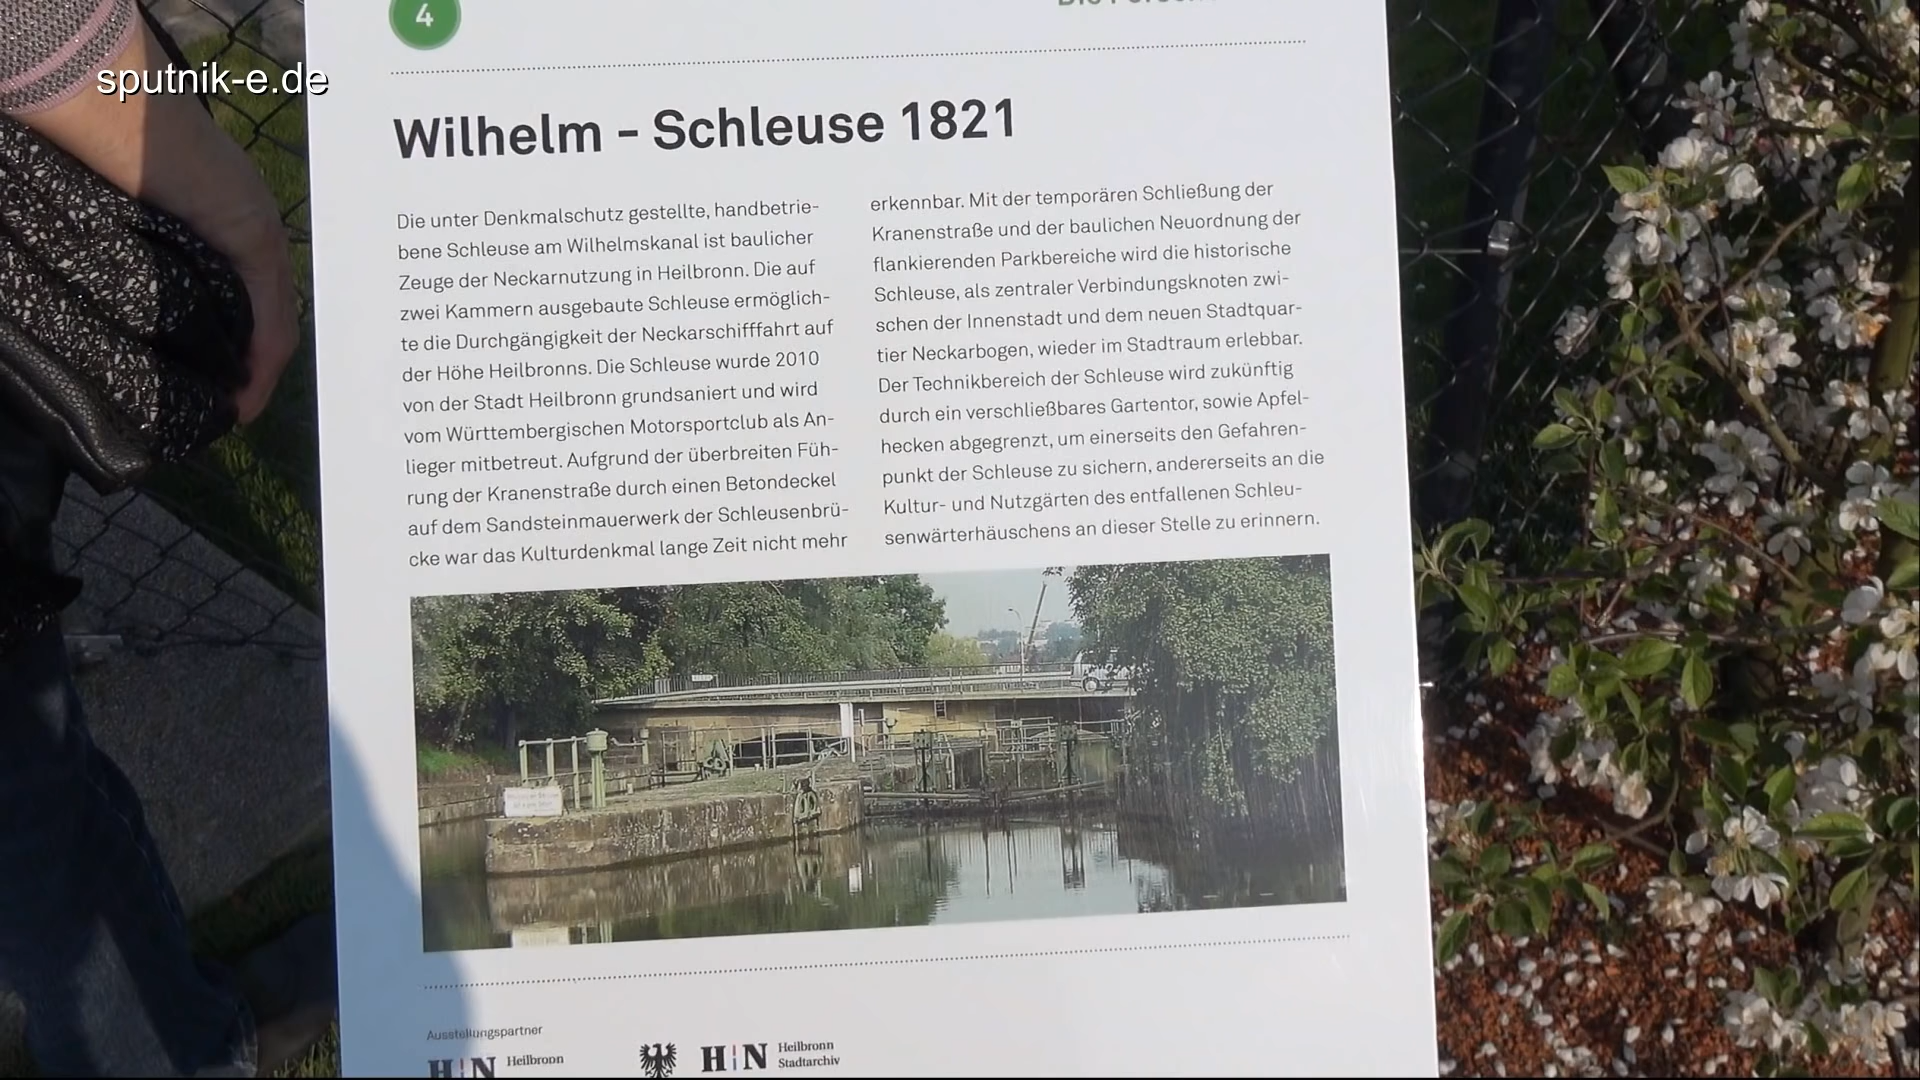 4
sputnik-e.de
Wilhelm - Schleuse 1821
Die unter Denkmalschutz gestellte, handbetrie-
bene Schleuse am Wilhelmskanal ist baulicher
Zeuge der Neckarnutzung in Heilbronn. Die auf
zwei Kammern ausgebaute Schleuse ermöglich-
te die Durchgängigkeit der Neckarschifffahrt auf
der Höhe Heilbronns. Die Schleuse wurde 2010
von der Stadt Heilbronn grundsaniert und wird
vom Württembergischen Motorsportclub als An-
lieger mitbetreut. Aufgrund der überbreiten Füh-
rung der Kranenstraße durch einen Betondeckel
auf dem Sandsteinmauerwerk der Schleusenbrü-
cke war das Kulturdenkmal lange Zeit nicht mehr
erkennbar. Mit der temporären Schließung der
Kranenstraße und der baulichen Neuordnung der
flankierenden Parkbereiche wird die historische
Schleuse, als zentraler Verbindungsknoten zwi-
schen der Innenstadt und dem neuen Stadtquar-
tier Neckarbogen, wieder im Stadtraum erlebbar.
Der Technikbereich der Schleuse wird zukünftig
durch ein verschließbares Gartentor, sowie Apfel-
hecken abgegrenzt, um einerseits den Gefahren-
punkt der Schleuse zu sichern, andererseits an die
Kultur- und Nutzgärten des entfallenen Schleu-
senwärterhäuschens an dieser Stelle zu erinnern.
Ausstellungspartner
H|N Heilbronn
H|N Heilbronn
Stadtarchiv